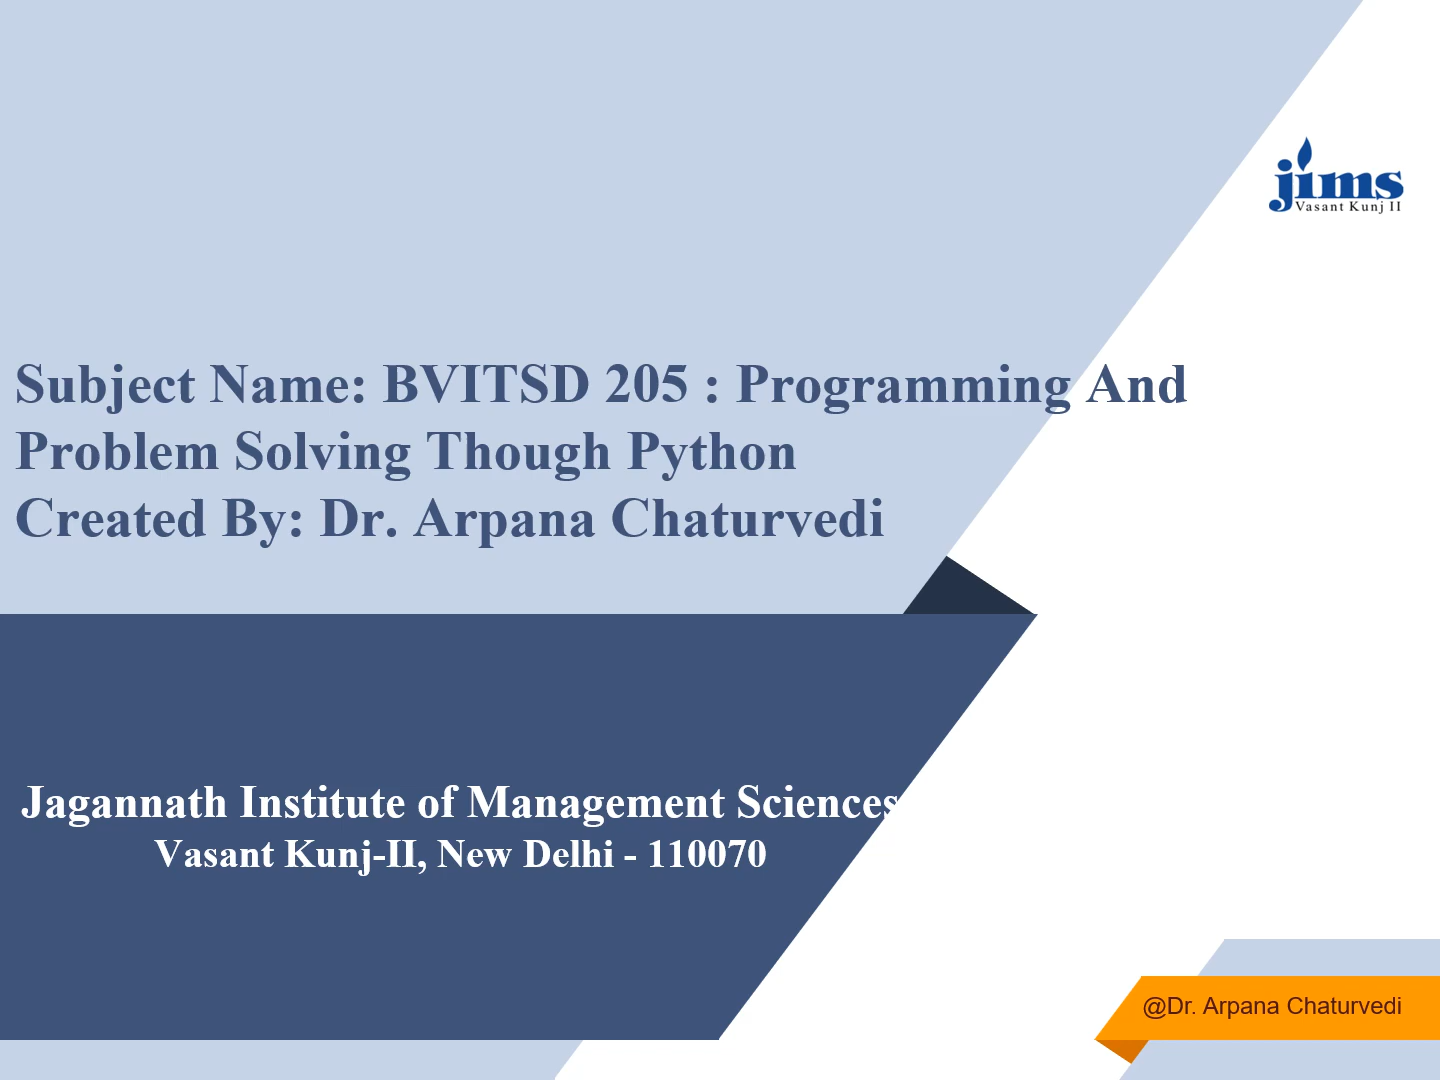 jims
Vasant Kunj II
Subject Name: BVITSD 205 : Programming And
Problem Solving Though Python
Created By: Dr. Arpana Chaturvedi
Jagannath Institute of Management Sciences
Vasant Kunj-II, New Delhi - 110070
@Dr. Arpana Chaturvedi